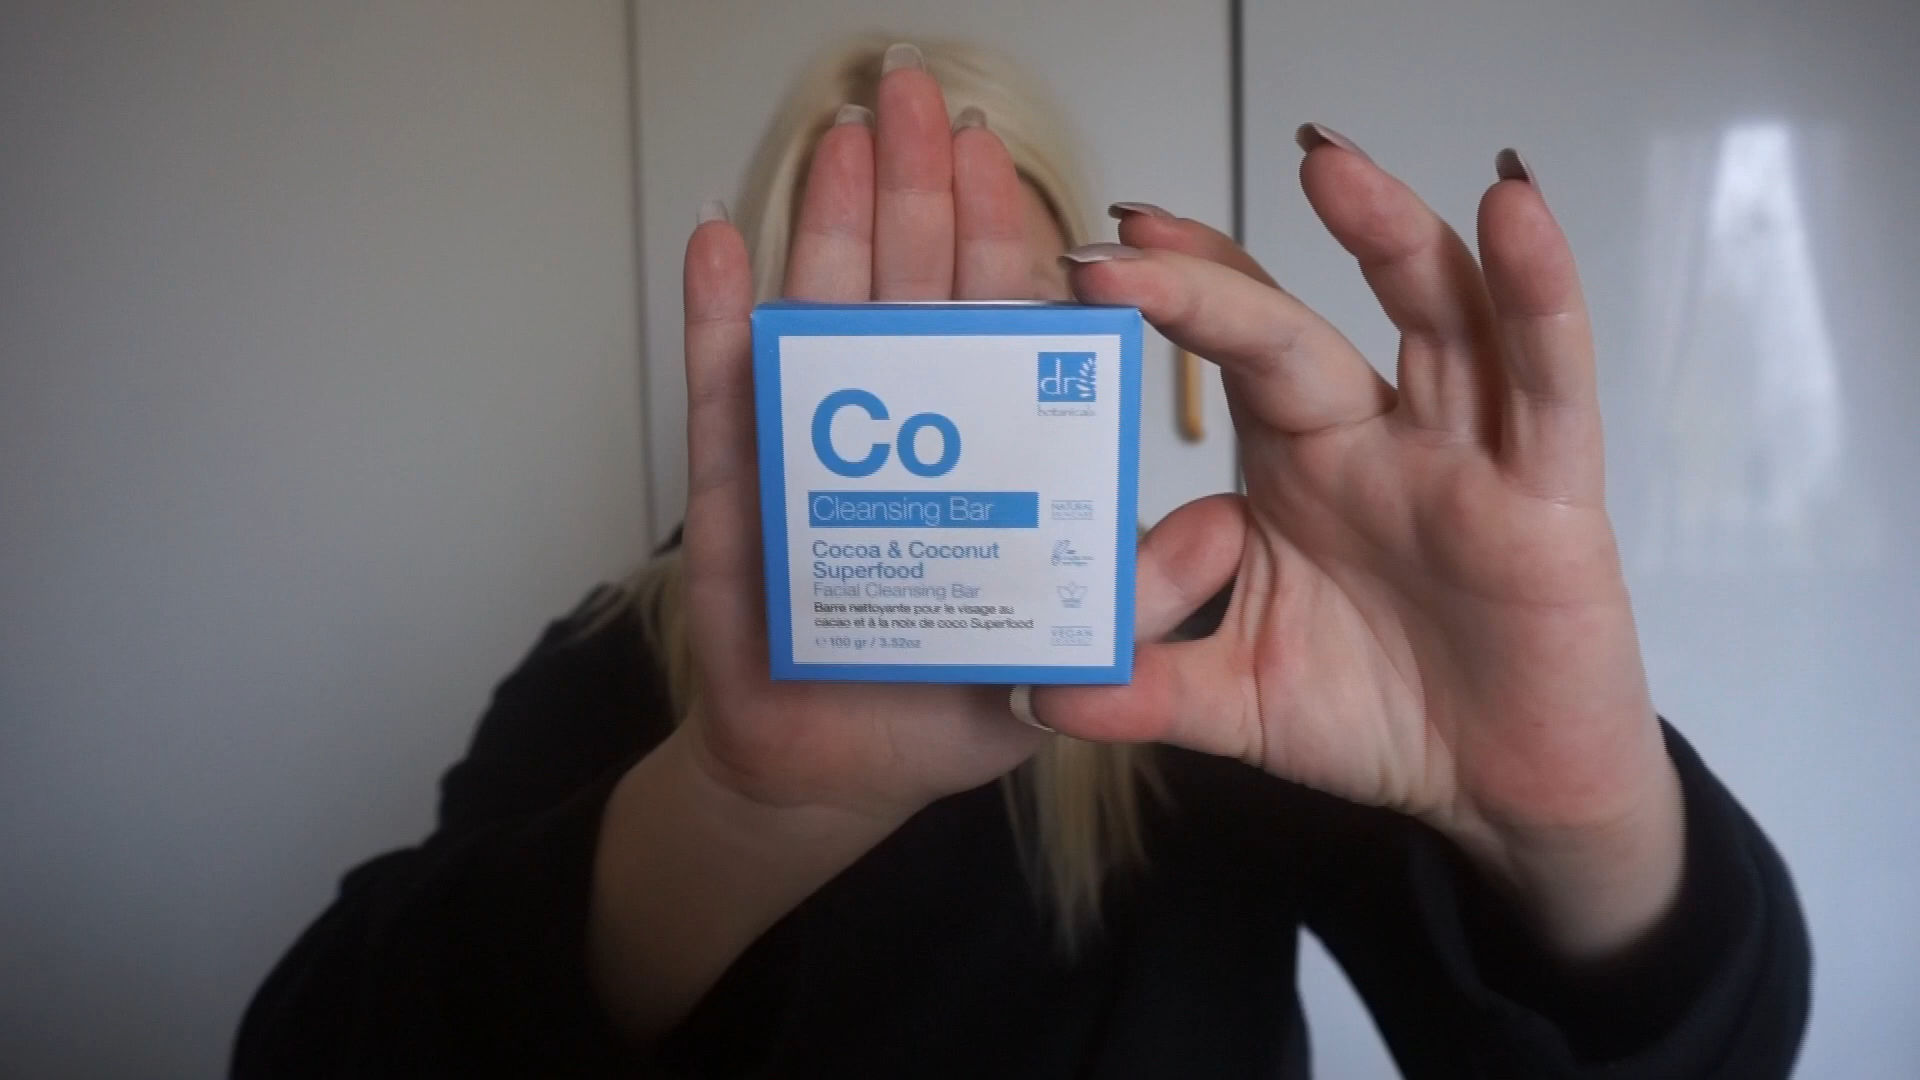 dr.
botanicals
Co
Cleansing Bar
Cocoa & Coconut
Superfood
Facial Cleansing Bar
Barre nettoyante pour le visage au
cacao et à la noix de coco Superfood
℮ 100 gr / 3.52oz
NATURAL
SKINCARE
VEGAN